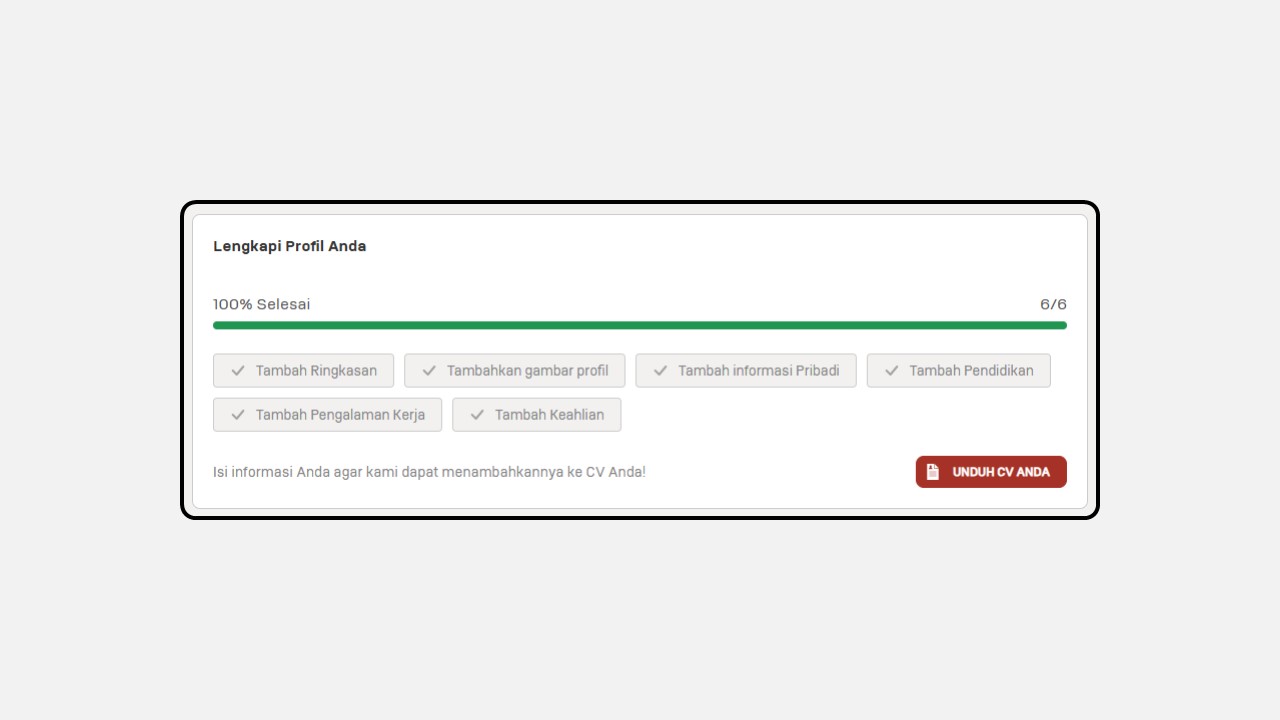 Lengkapi Profil Anda
100% Selesai 6/6
Tambah Ringkasan Tambahkan gambar profil Tambah informasi Pribadi Tambah Pendidikan
Tambah Pengalaman Kerja Tambah Keahlian
Isi informasi Anda agar kami dapat menambahkannya ke CV Anda! UNDUH CV ANDA